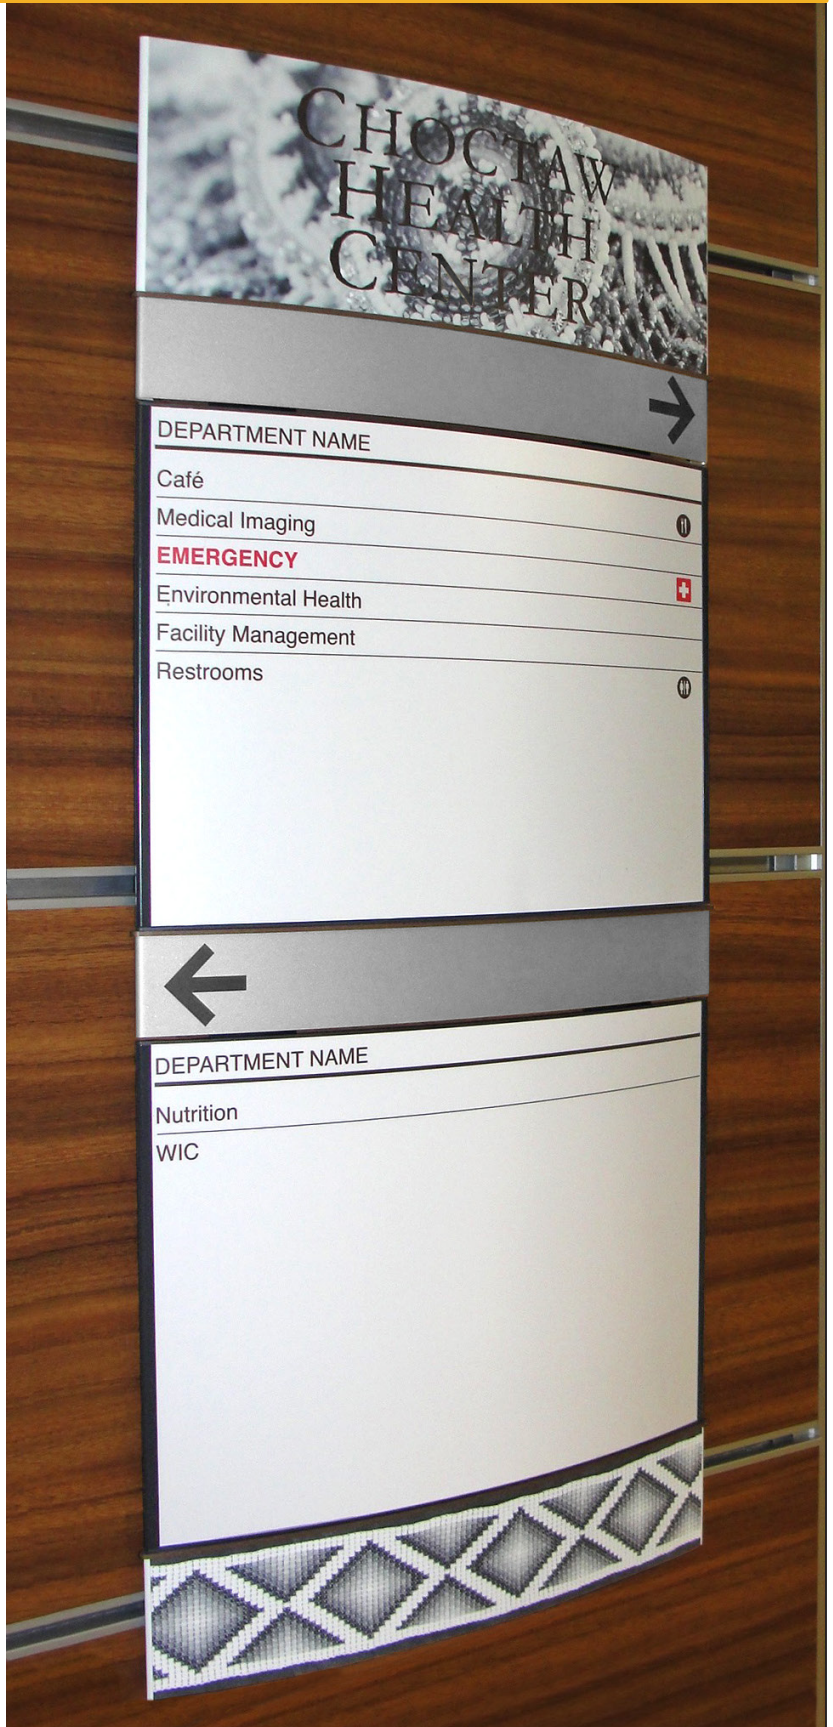 CHOCTAW
HEALTH
CENTER
DEPARTMENT NAME
Café
Medical Imaging
EMERGENCY
Environmental Health
Facility Management
Restrooms
DEPARTMENT NAME
Nutrition
WIC